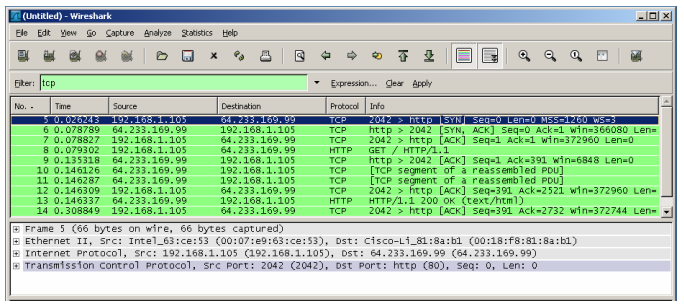 (Untitled) - Wireshark
File Edit View Go Capture Analyze Statistics Help
Filter: tcp Expression... Clear Apply
No. - Time Source Destination Protocol Info
5 0.026243 192.168.1.105 64.233.169.99 TCP 2042 > http [SYN] Seq=0 Len=0 MSS=1260 WS=3
6 0.078789 64.233.169.99 192.168.1.105 TCP http > 2042 [SYN, ACK] Seq=0 Ack=1 Win=366080 Len=
7 0.078827 192.168.1.105 64.233.169.99 TCP 2042 > http [ACK] Seq=1 Ack=1 Win=372960 Len=0
8 0.079302 192.168.1.105 64.233.169.99 HTTP GET / HTTP/1.1
9 0.135318 64.233.169.99 192.168.1.105 TCP http > 2042 [ACK] Seq=1 Ack=391 Win=6848 Len=0
10 0.146126 64.233.169.99 192.168.1.105 TCP [TCP segment of a reassembled PDU]
11 0.146287 64.233.169.99 192.168.1.105 TCP [TCP segment of a reassembled PDU]
12 0.146309 192.168.1.105 64.233.169.99 TCP 2042 > http [ACK] Seq=391 Ack=2521 Win=372960 Len=
13 0.146337 64.233.169.99 192.168.1.105 HTTP HTTP/1.1 200 OK (text/html)
14 0.308849 192.168.1.105 64.233.169.99 TCP 2042 > http [ACK] Seq=391 Ack=2732 Win=372744 Len=
Frame 5 (66 bytes on wire, 66 bytes captured)
Ethernet II, Src: Intel_63:ce:53 (00:07:e9:63:ce:53), Dst: Cisco-Li_81:8a:b1 (00:18:f8:81:8a:b1)
Internet Protocol, Src: 192.168.1.105 (192.168.1.105), Dst: 64.233.169.99 (64.233.169.99)
Transmission Control Protocol, Src Port: 2042 (2042), Dst Port: http (80), Seq: 0, Len: 0